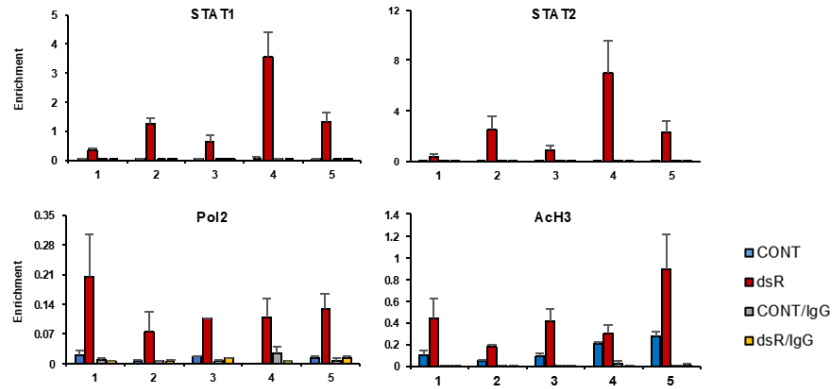 STAT1
Enrichment
5
4
3
2
1
0
1 2 3 4 5
STAT2
12
8
4
0
1 2 3 4 5
Pol2
Enrichment
0.35
0.28
0.21
0.14
0.07
0
1 2 3 4 5
AcH3
1.4
1.2
1
0.8
0.6
0.4
0.2
0
1 2 3 4 5
CONT
dsR
CONT/IgG
dsR/IgG